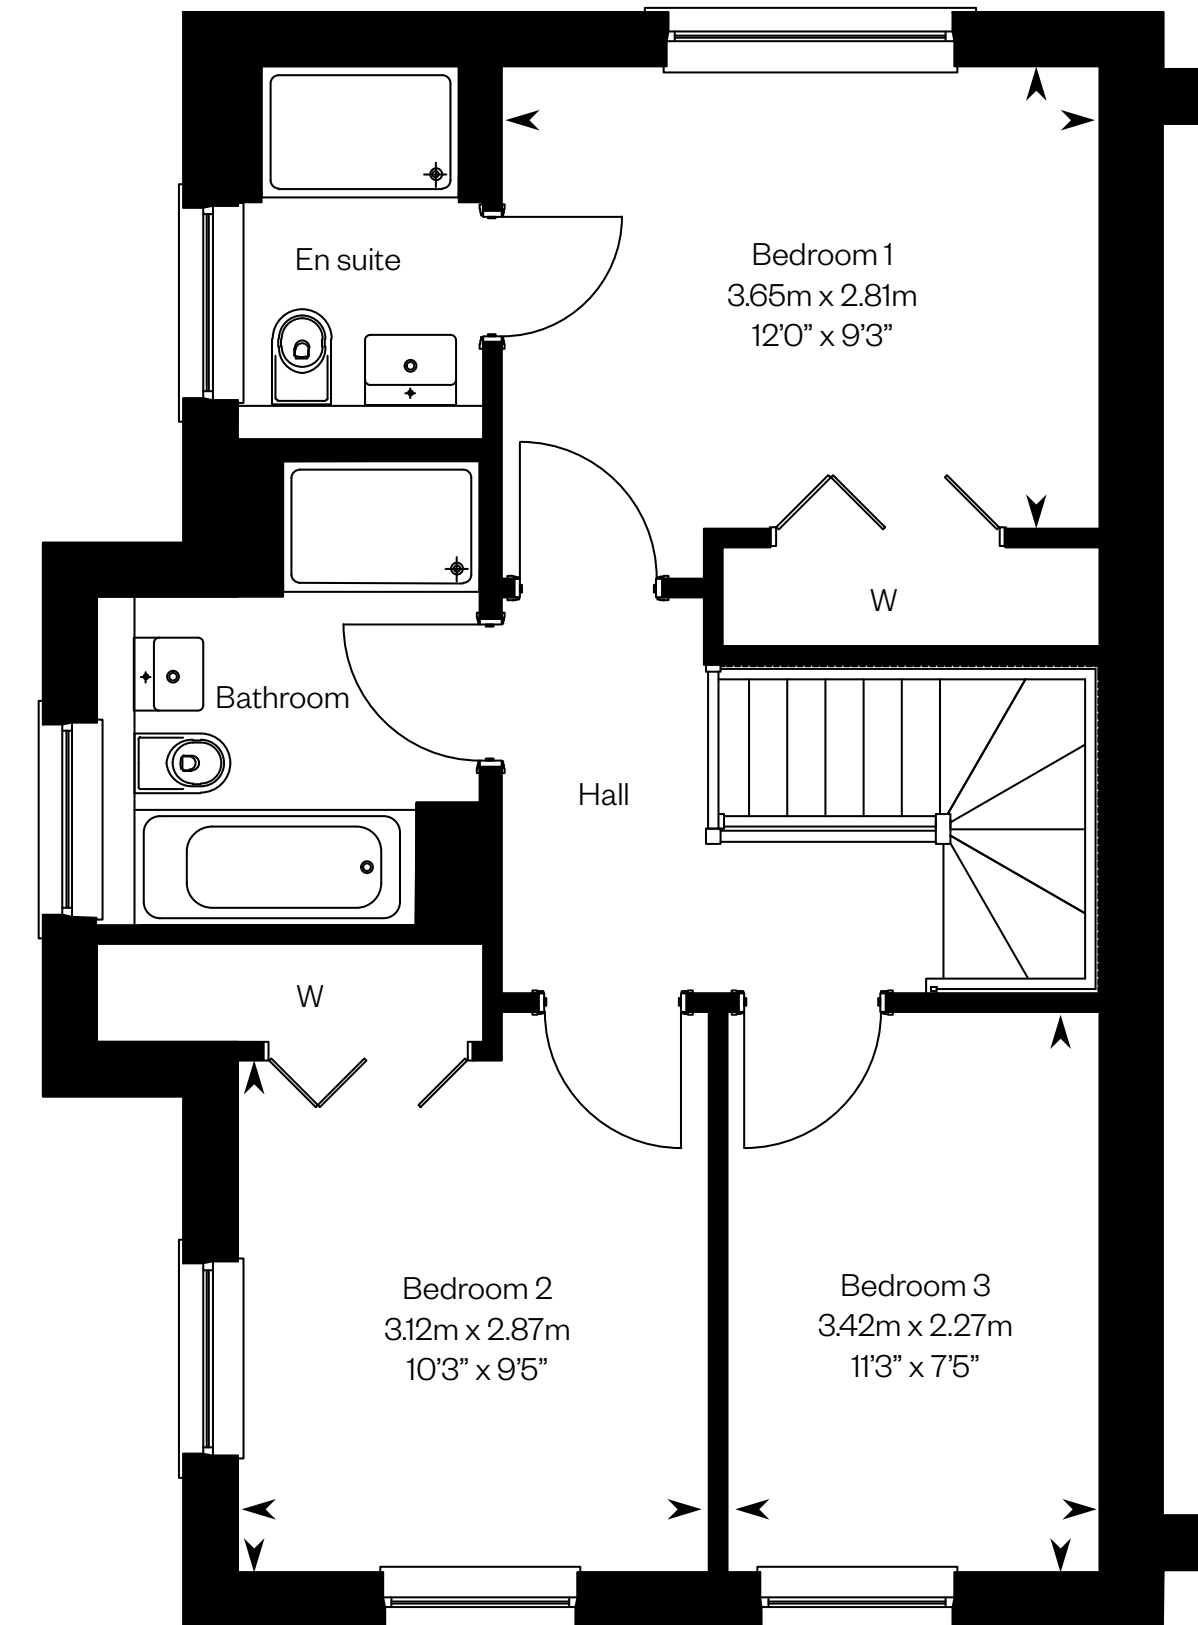 En suite
Bedroom 1
3.65m x 2.81m
12’0” x 9’3”
W
Bathroom
Hall
W
Bedroom 2
3.12m x 2.87m
10’3” x 9’5”
Bedroom 3
3.42m x 2.27m
11’3” x 7’5”